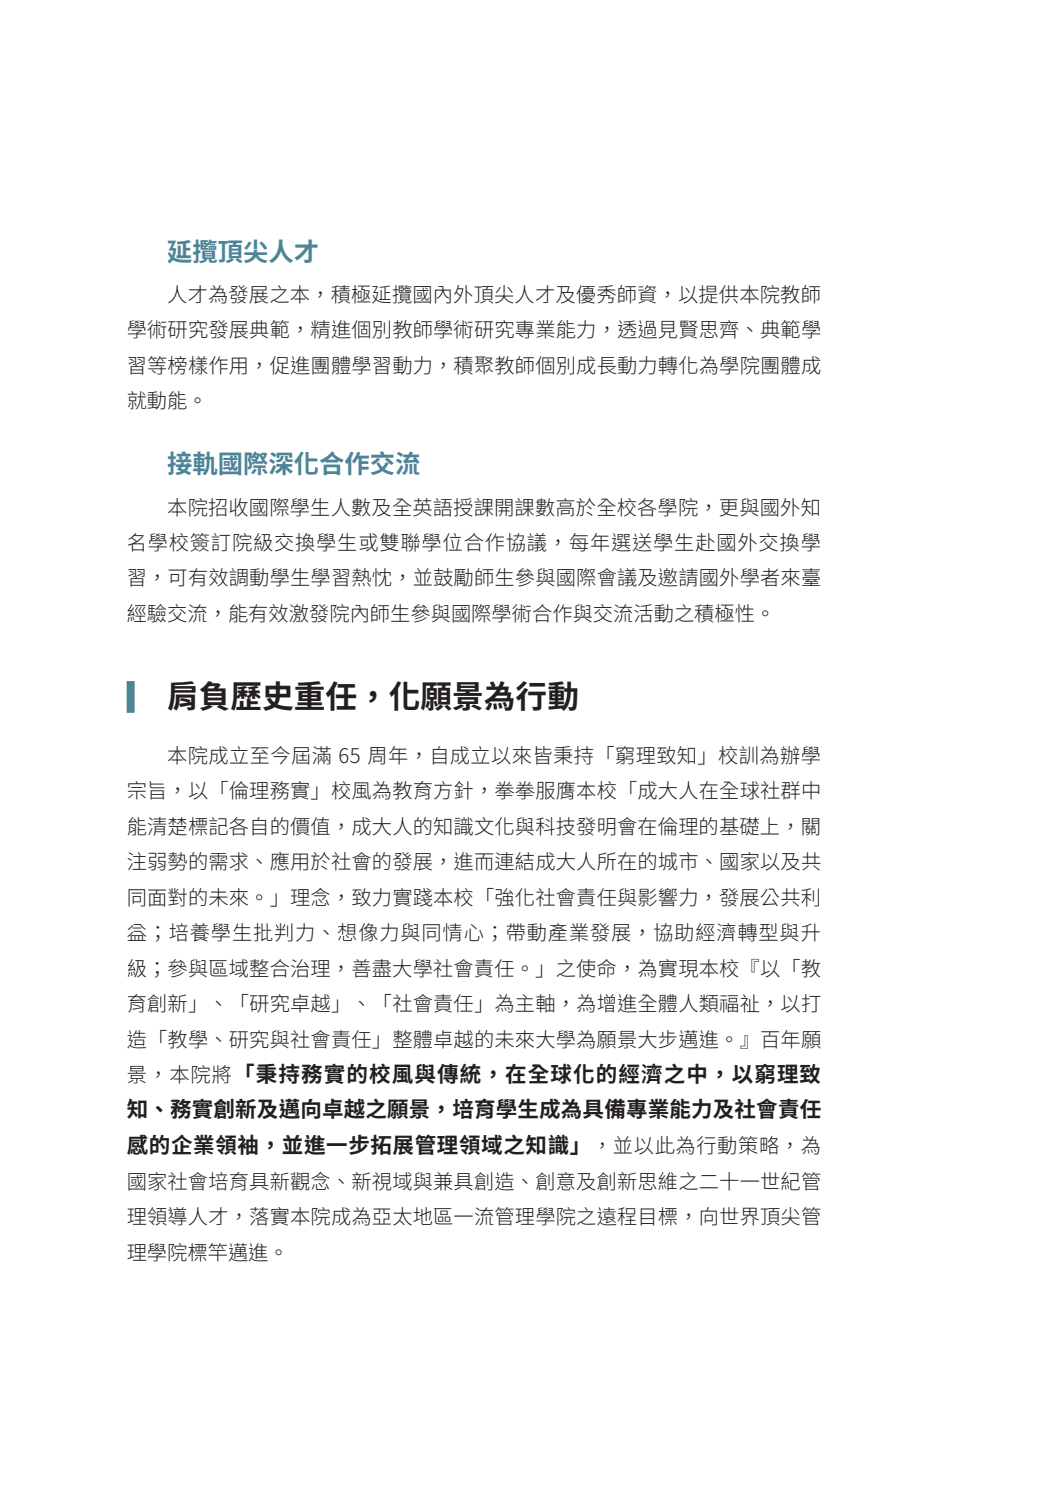 延攬頂尖人才
人才為發展之本，積極延攬國內外頂尖人才及優秀師資，以提供本院教師
學術研究發展典範，精進個別教師學術研究專業能力，透過見賢思齊、典範學
習等榜樣作用，促進團體學習動力，積聚教師個別成長動力轉化為學院團體成
就動能。
接軌國際深化合作交流
本院招收國際學生人數及全英語授課開課數高於全校各學院，更與國外知
名學校簽訂院級交換學生或雙聯學位合作協議，每年選送學生赴國外交換學
習，可有效調動學生學習熱忱，並鼓勵師生參與國際會議及邀請國外學者來臺
經驗交流，能有效激發院內師生參與國際學術合作與交流活動之積極性。
肩負歷史重任，化願景為行動
本院成立至今屆滿 65 周年，自成立以來皆秉持「窮理致知」校訓為辦學
宗旨，以「倫理務實」校風為教育方針，拳拳服膺本校「成大人在全球社群中
能清楚標記各自的價值，成大人的知識文化與科技發明會在倫理的基礎上，關
注弱勢的需求、應用於社會的發展，進而連結成大人所在的城市、國家以及共
同面對的未來。」理念，致力實踐本校「強化社會責任與影響力，發展公共利
益；培養學生批判力、想像力與同情心；帶動產業發展，協助經濟轉型與升
級；參與區域整合治理，善盡大學社會責任。」之使命，為實現本校『以「教
育創新」、「研究卓越」、「社會責任」為主軸，為增進全體人類福祉，以打
造「教學、研究與社會責任」整體卓越的未來大學為願景大步邁進。』百年願
景，本院將「秉持務實的校風與傳統，在全球化的經濟之中，以窮理致
知、務實創新及邁向卓越之願景，培育學生成為具備專業能力及社會責任
感的企業領袖，並進一步拓展管理領域之知識」，並以此為行動策略，為
國家社會培育具新觀念、新視域與兼具創造、創意及創新思維之二十一世紀管
理領導人才，落實本院成為亞太地區一流管理學院之遠程目標，向世界頂尖管
理學院標竿邁進。